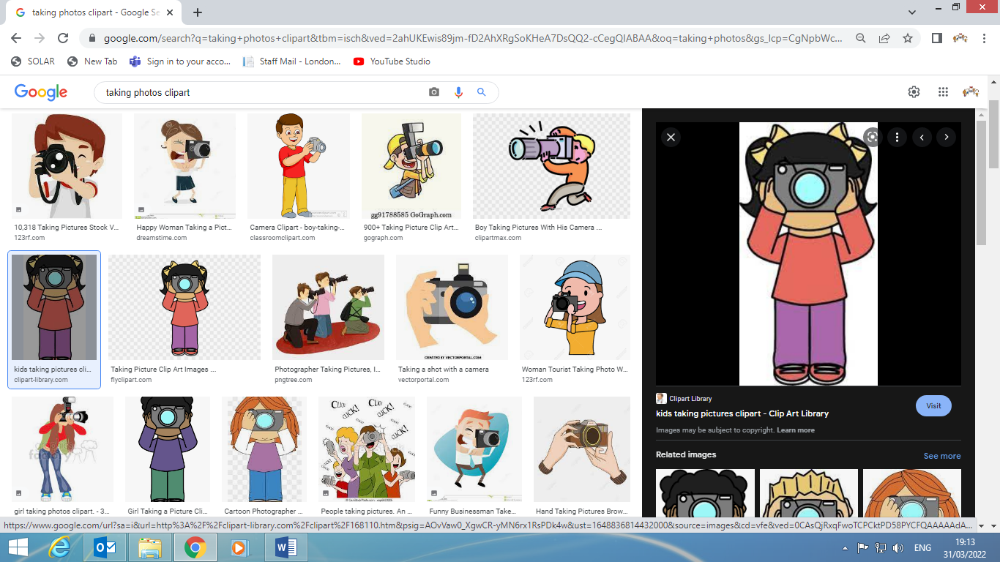 taking photos clipart - Google Se
google.com/search?q=taking+photos+clipart&tbm=isch&ved=2ahUKEwis89jm-fD2AhXRgSoKHeA7DsQQ2-cCegQIABAA&oq=taking+photos&gs_lcp=CgNpbWc...
SOLAR
New Tab
Sign in to your acco...
Staff Mail - London...
YouTube Studio
Google
taking photos clipart
gg91788585 GoGraph.com
10,318 Taking Pictures Stock V...
123rf.com
Happy Woman Taking a Pict...
dreamstime.com
Camera Clipart - boy-taking-...
classroomclipart.com
900+ Taking Picture Clip Art...
gograph.com
Boy Taking Pictures With His Camera ...
clipartmax.com
CREATED BY VECTORPORTAL.COM
kids taking pictures cli...
clipart-library.com
Taking Picture Clip Art Images ...
flyclipart.com
Photographer Taking Pictures, I...
pngtree.com
Taking a shot with a camera
vectorportal.com
Woman Tourist Taking Photo W...
123rf.com
Clipart Library
kids taking pictures clipart - Clip Art Library
Visit
Images may be subject to copyright. Learn more
Related images
See more
graphics
factory
CLICK
CLICK!
CLICK
CLICK!
girl taking photos clipart. - 3...
Girl Taking a Picture Cli...
Cartoon Photographer ...
People taking pictures. An ...
Funny Businessman Take...
Hand Taking Pictures Brow...
https://www.google.com/url?sa=i&url=http%3A%2F%2Fclipart-library.com%2Fclipart%2F168110.htm&psig=AOvVaw0_XgwCR-yMN6rx1RsPDk4w&ust=1648836814432000&source=images&cd=vfe&ved=0CAsQjRxqFwoTCPCktPD58PYCFQAAAAAdA...
ENG
19:13
31/03/2022